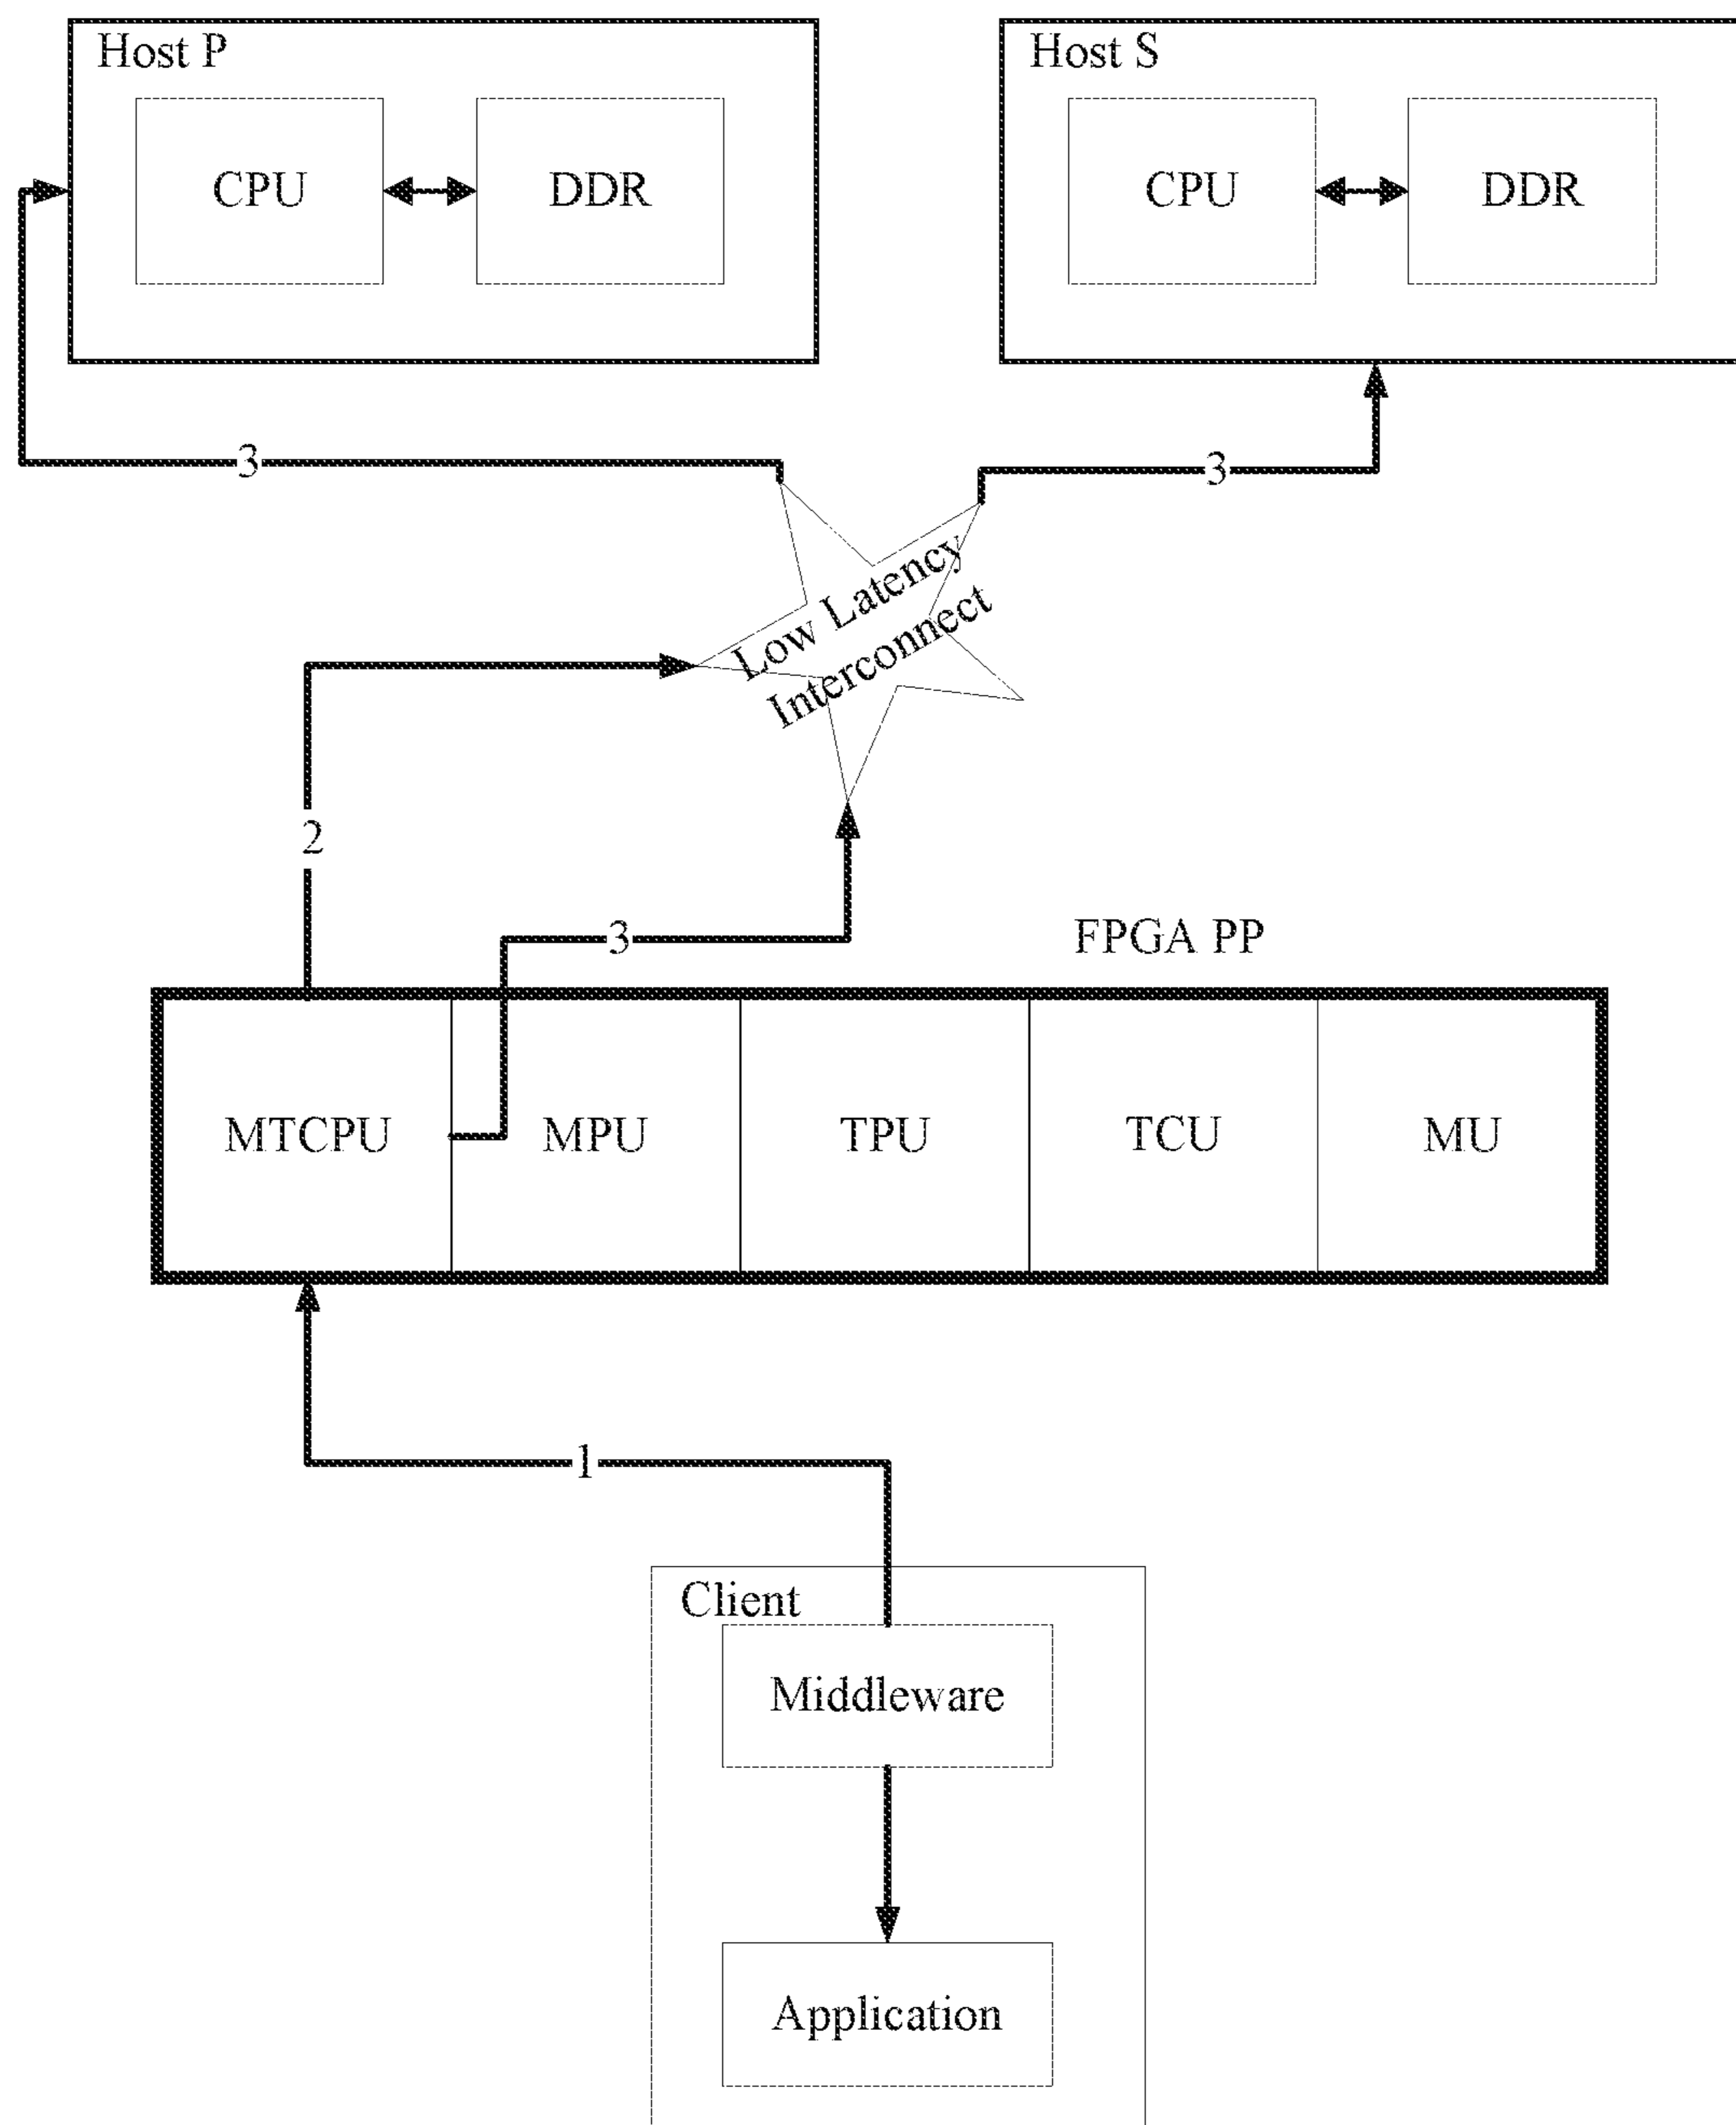 Host P
Host S
CPU
DDR
CPU
DDR
3
3
Low Latency
Interconnect
2
3
FPGA PP
MTCPU
MPU
TPU
TCU
MU
1
Client
Middleware
Application